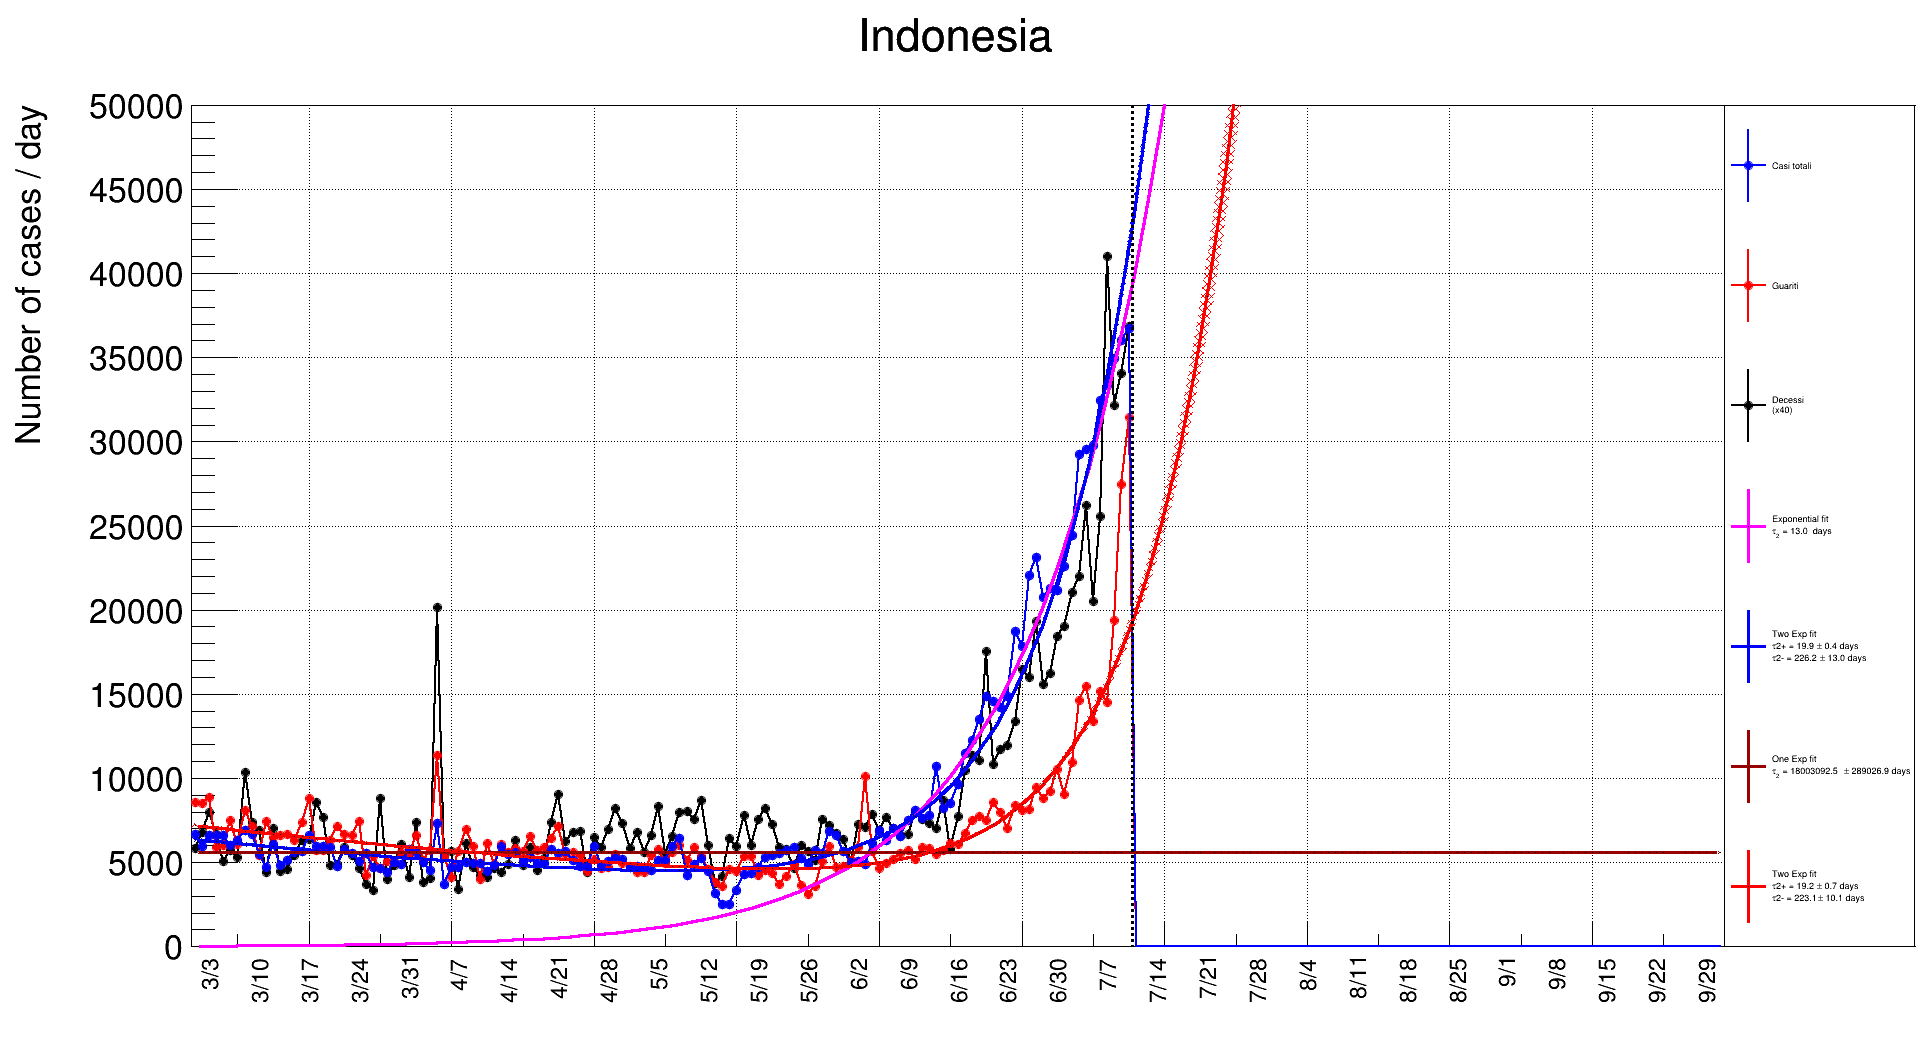 Indonesia
Number of cases / day
50000
45000
40000
35000
30000
25000
20000
15000
10000
5000
0
3/3
3/10
3/17
3/24
3/31
4/7
4/14
4/21
4/28
5/5
5/12
5/19
5/26
6/2
6/9
6/16
6/23
6/30
7/7
7/14
7/21
7/28
8/4
8/11
8/18
8/25
9/1
9/8
9/15
9/22
9/29
Casi totali
Guariti
Decessi
(x40)
Exponential fit
τ2 = 13.0 days
Two Exp fit
τ2+ = 19.9 ± 0.4 days
τ2- = 226.2 ± 13.0 days
One Exp fit
τ2 = 18003092.5 ± 289026.9 days
Two Exp fit
τ2+ = 19.2 ± 0.7 days
τ2- = 223.1 ± 10.1 days